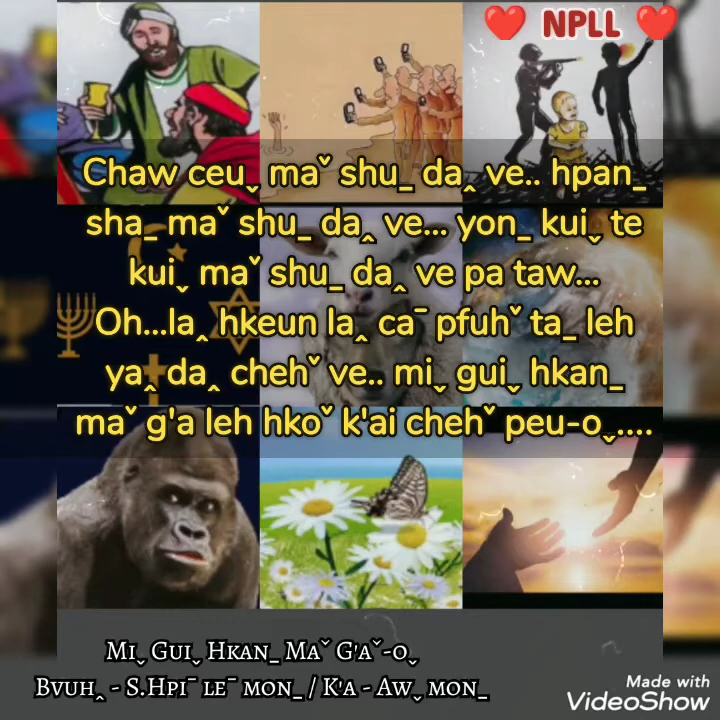 ❤️ NPLL ❤️
Chaw ceuˬ maˇ shu_ da‸ ve.. hpan_
sha_ maˇ shu_ da‸ ve... yon_ kuiˬ te
kuiˬ maˇ shu_ da‸ ve pa taw...
Oh...la‸ hkeun la‸ caˉ pfuhˇ ta_ leh
ya‸ da‸ chehˇ ve.. miˬ guiˬ hkan_
maˇ g'a leh hkoˇ k'ai chehˇ peu-oˬ....
Miˬ Guiˬ Hkan_ Maˇ G'aˇ-oˬ
Bvuh‸ - S.Hpiˉ leˉ mon_ / K'a - Awˬ mon_
Made with
VideoShow